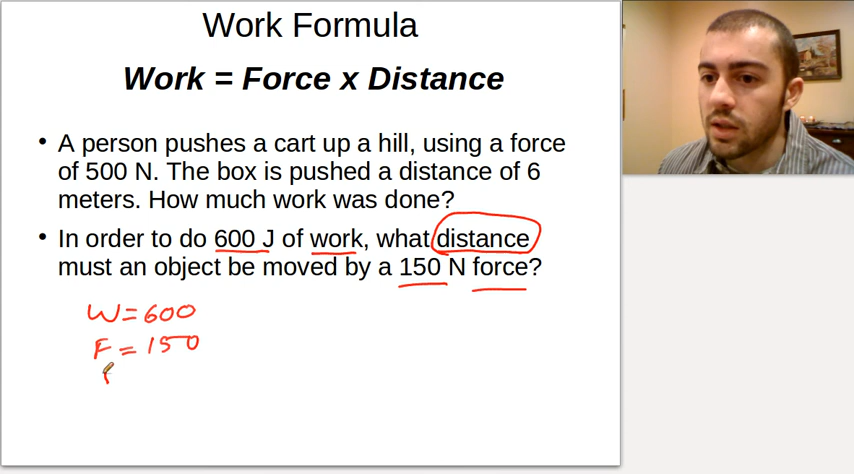 Work Formula
Work = Force x Distance
• A person pushes a cart up a hill, using a force
of 500 N. The box is pushed a distance of 6
meters. How much work was done?
• In order to do 600 J of work, what distance
must an object be moved by a 150 N force?
W=600
F=150